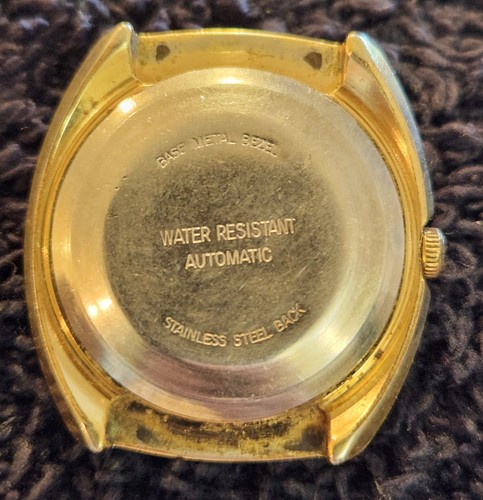 BASE METAL BEZEL
WATER RESISTANT
AUTOMATIC
STAINLESS STEEL BACK